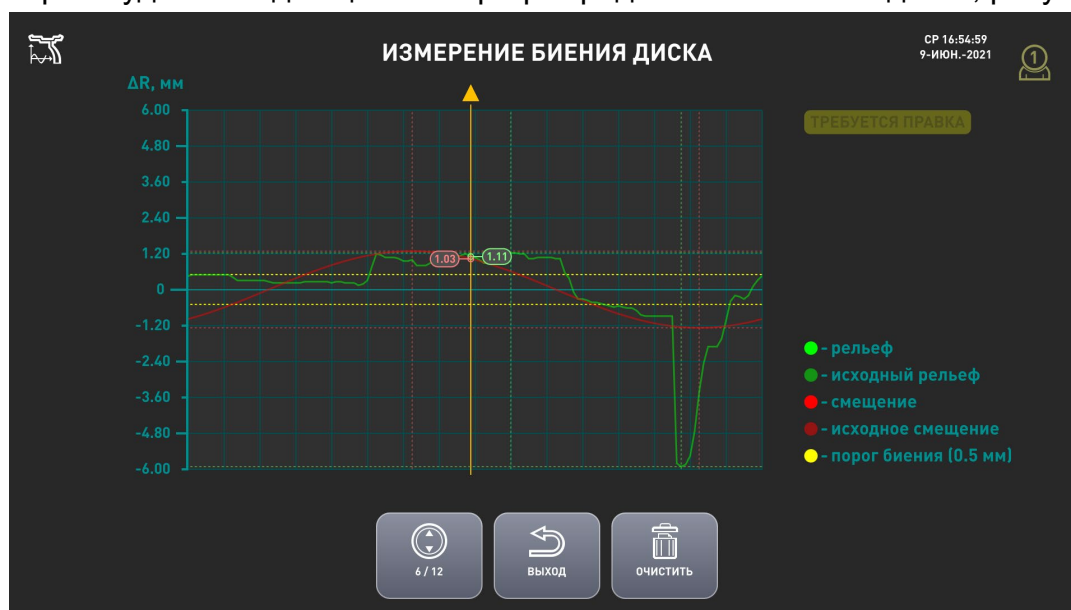 ИЗМЕРЕНИЕ БИЕНИЯ ДИСКА
СР 16:54:59
9-ИЮН.-2021
1
ΔR, мм
6.00
4.80
3.60
2.40
1.20
0
-1.20
-2.40
-3.60
-4.80
-6.00
1.03
1.11
ТРЕБУЕТСЯ ПРАВКА
- рельеф
- исходный рельеф
- смещение
- исходное смещение
- порог биения (0.5 мм)
6 / 12
ВЫХОД
ОЧИСТИТЬ